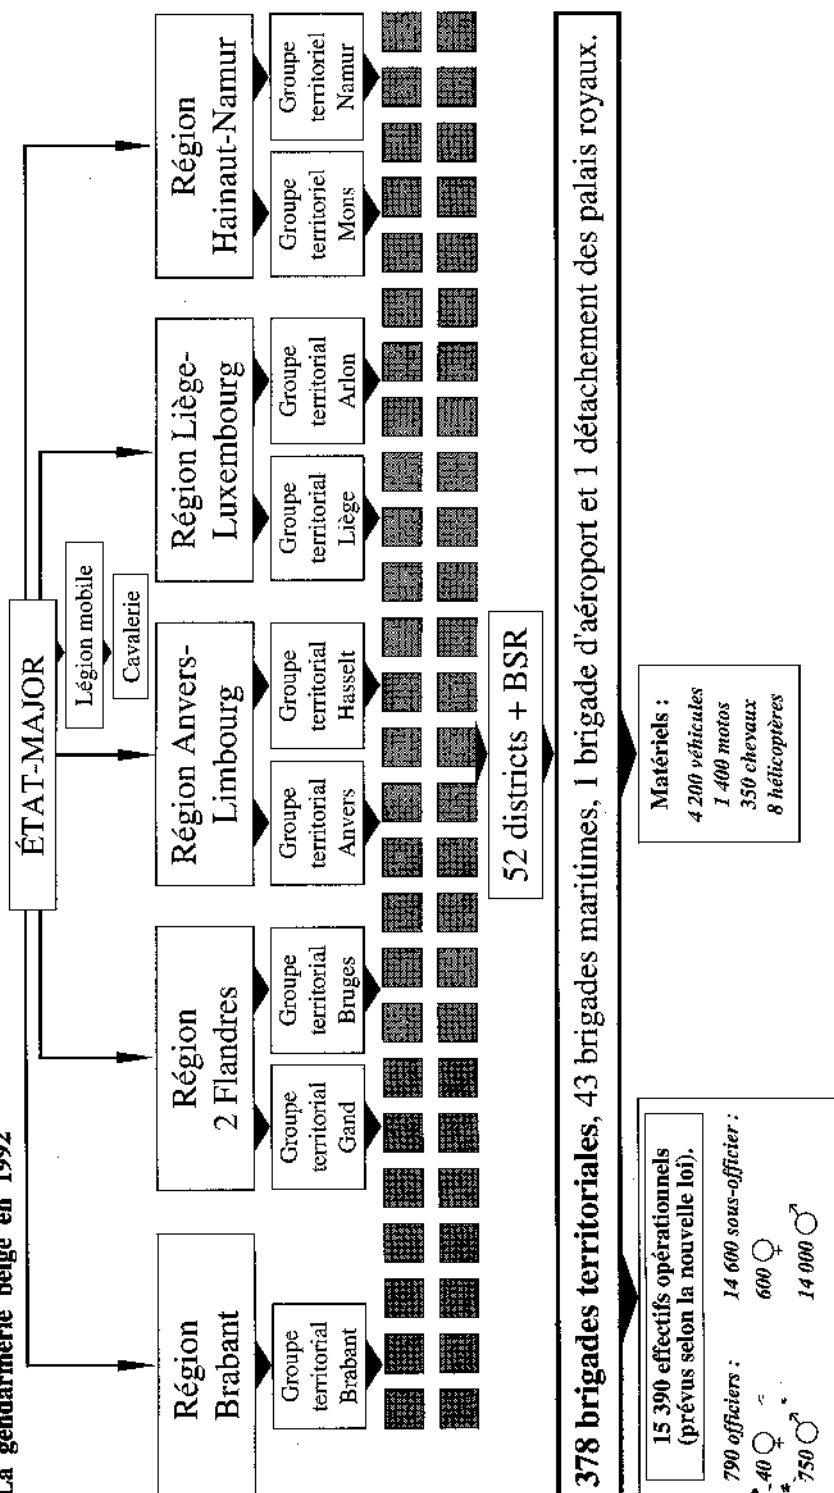 La gendarmerie belge en 1992
ÉTAT-MAJOR
Légion mobile
Cavalerie
Région
Brabant
Région
2 Flandres
Région Anvers-
Limbourg
Région Liège-
Luxembourg
Région
Hainaut-Namur
Groupe
territorial
Brabant
Groupe
territorial
Gand
Groupe
territorial
Bruges
Groupe
territorial
Anvers
Groupe
territorial
Hasselt
Groupe
territorial
Liège
Groupe
territorial
Arlon
Groupe
territoriel
Mons
Groupe
territoriel
Namur
52 districts + BSR
378 brigades territoriales, 43 brigades maritimes, 1 brigade d'aéroport et 1 détachement des palais royaux.
15 390 effectifs opérationnels
(prévus selon la nouvelle loi).
790 officiers :
40 ♀
750 ♂
14 600 sous-officier :
600 ♀
14 000 ♂
Matériels :
4 200 véhicules
1 400 motos
350 chevaux
8 hélicoptères